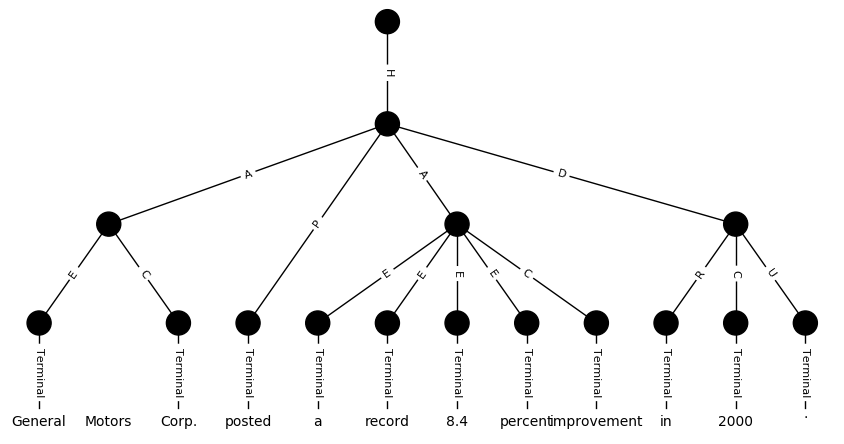 H
A P A D
E C E E E E C R C U
Terminal Terminal Terminal Terminal Terminal Terminal Terminal Terminal Terminal Terminal Terminal
General Motors Corp. posted a record 8.4 percent improvement in 2000 .